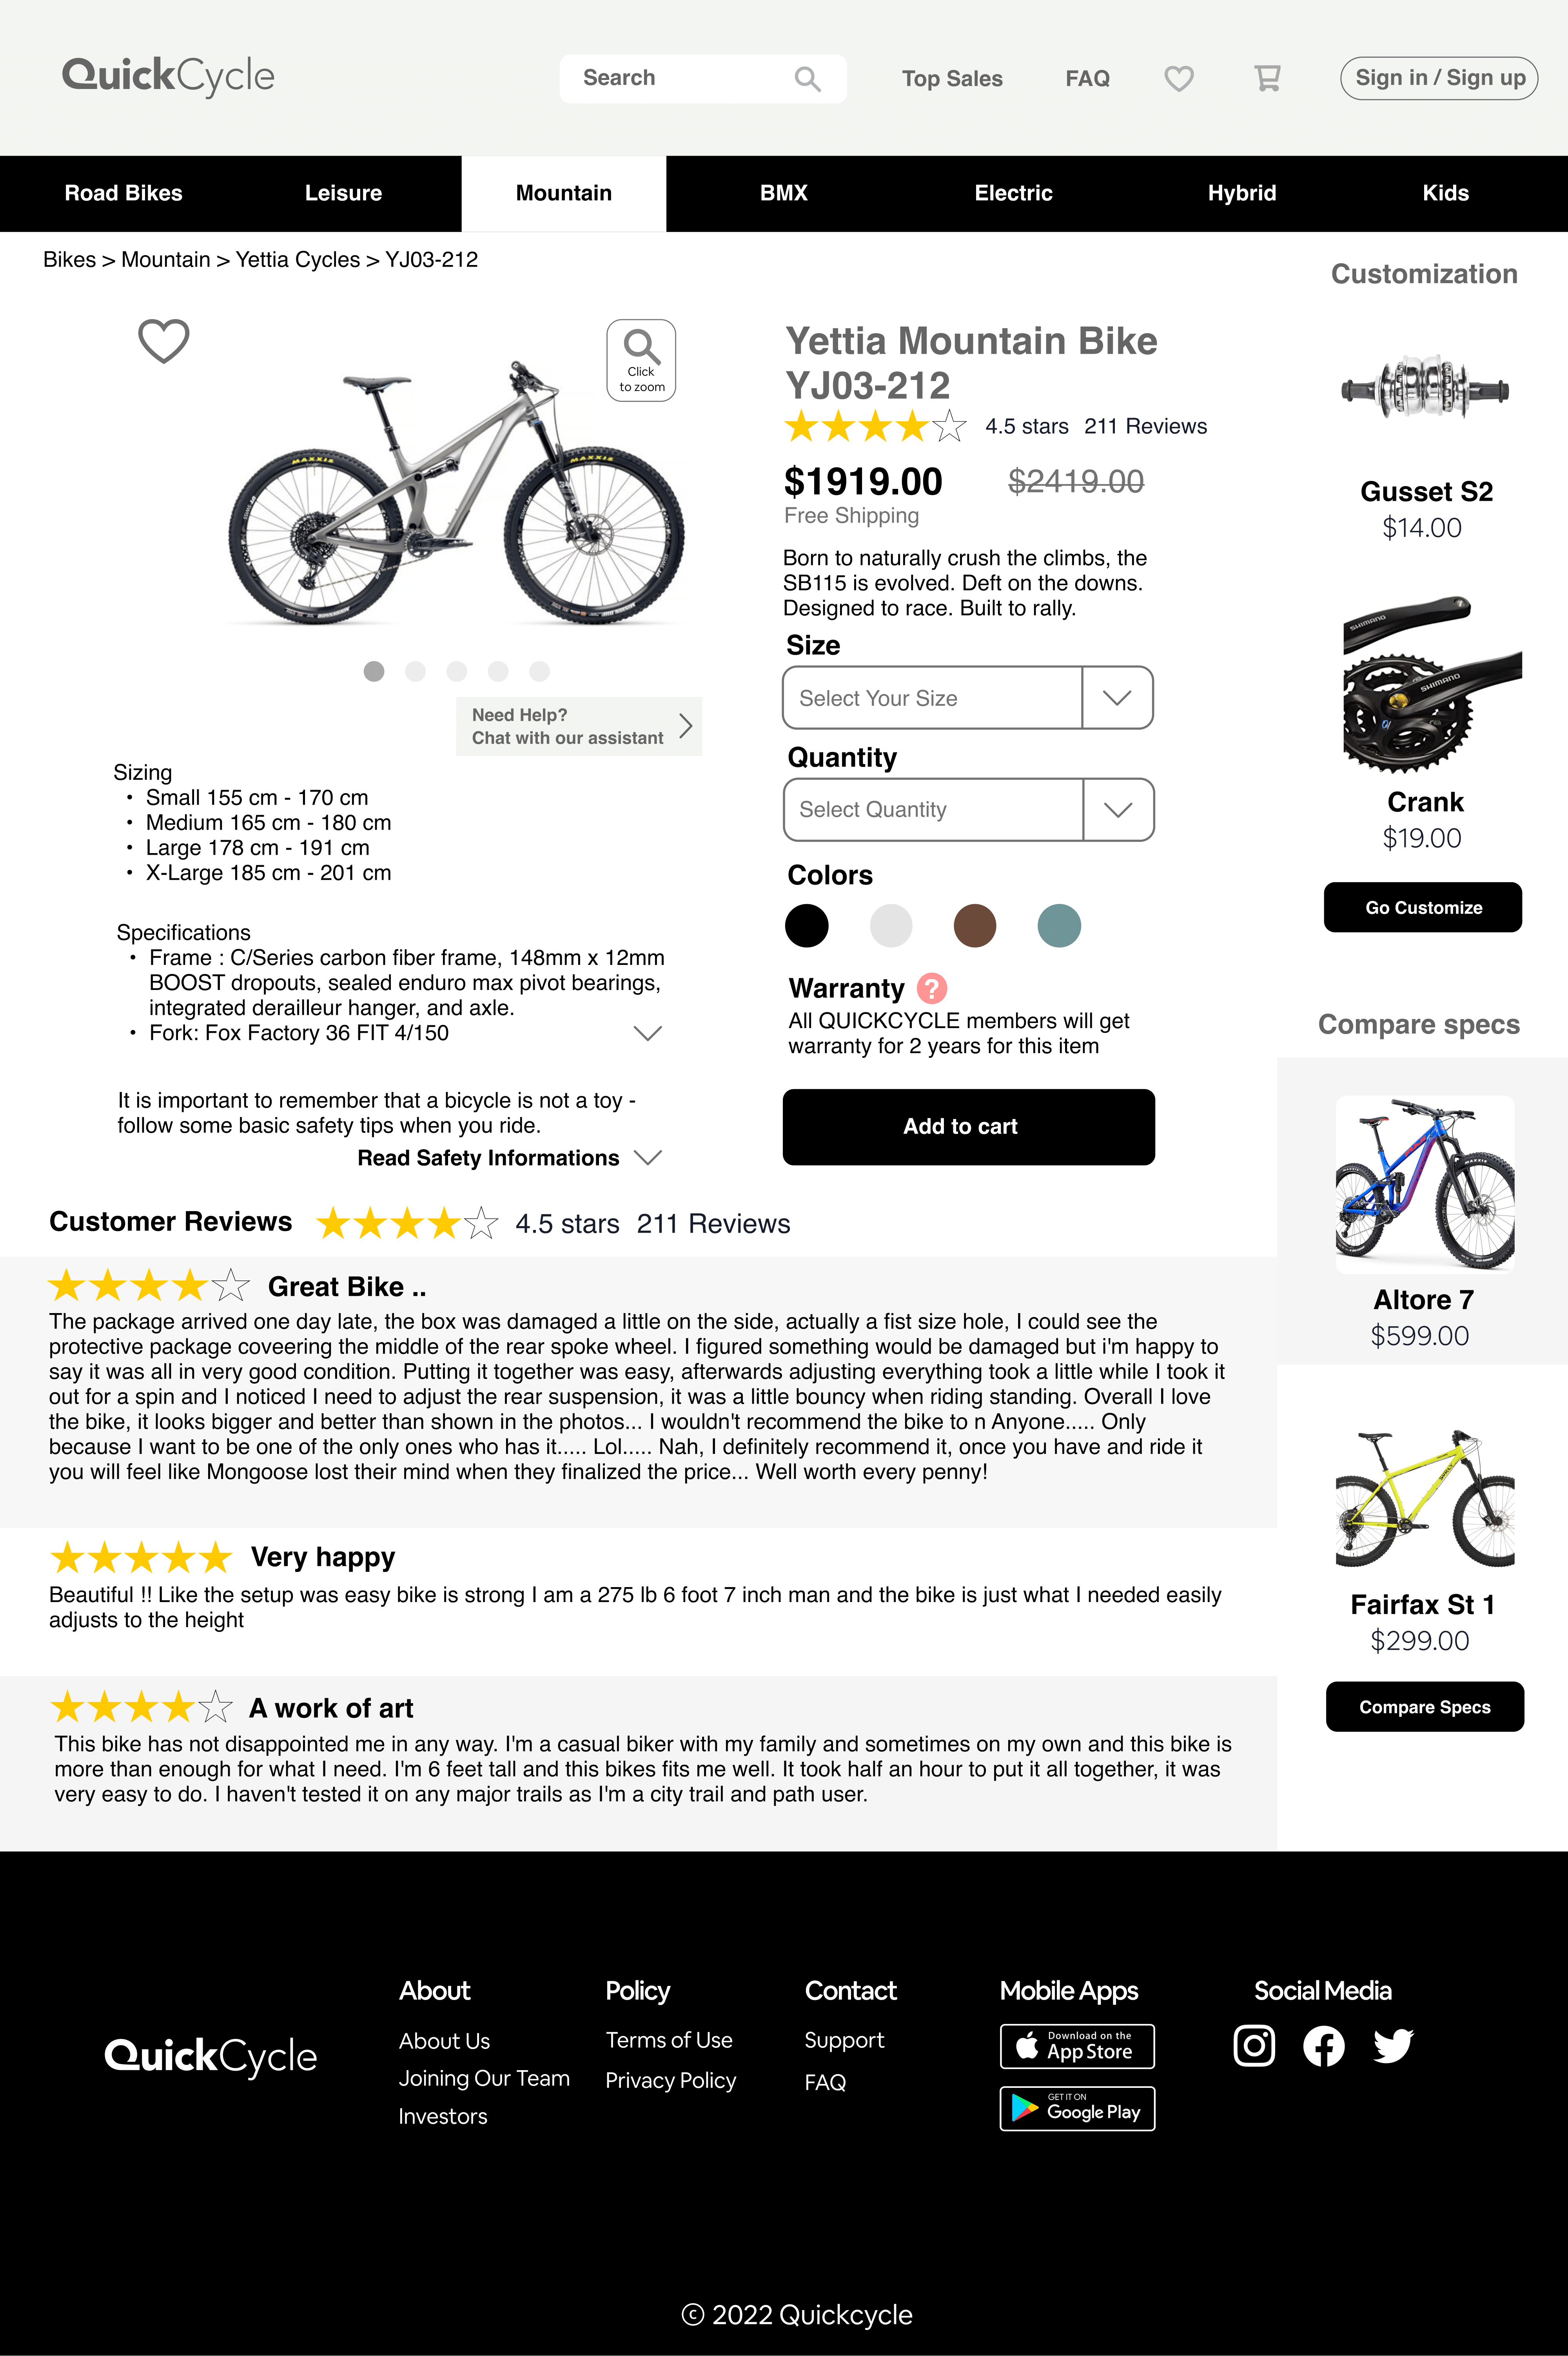 QuickCycle
Search
Top Sales
FAQ
Sign in / Sign up
Road Bikes
Leisure
Mountain
BMX
Electric
Hybrid
Kids
Bikes > Mountain > Yettia Cycles > YJ03-212
Click
to zoom
MAXXIS
MAXXIS
Need Help?
Chat with our assistant
Sizing
• Small 155 cm - 170 cm
• Medium 165 cm - 180 cm
• Large 178 cm - 191 cm
• X-Large 185 cm - 201 cm
Specifications
• Frame : C/Series carbon fiber frame, 148mm x 12mm
BOOST dropouts, sealed enduro max pivot bearings,
integrated derailleur hanger, and axle.
• Fork: Fox Factory 36 FIT 4/150
It is important to remember that a bicycle is not a toy -
follow some basic safety tips when you ride.
Read Safety Informations
Yettia Mountain Bike
YJ03-212
4.5 stars 211 Reviews
$1919.00 $2419.00
Free Shipping
Born to naturally crush the climbs, the
SB115 is evolved. Deft on the downs.
Designed to race. Built to rally.
Size
Select Your Size
Quantity
Select Quantity
Colors
Warranty ?
All QUICKCYCLE members will get
warranty for 2 years for this item
Add to cart
Customization
Gusset S2
$14.00
SHIMANO
SHIMANO
Crank
$19.00
Go Customize
Compare specs
Altore 7
$599.00
Fairfax St 1
$299.00
Compare Specs
Customer Reviews 4.5 stars 211 Reviews
Great Bike ..
The package arrived one day late, the box was damaged a little on the side, actually a fist size hole, I could see the
protective package coveering the middle of the rear spoke wheel. I figured something would be damaged but i'm happy to
say it was all in very good condition. Putting it together was easy, afterwards adjusting everything took a little while I took it
out for a spin and I noticed I need to adjust the rear suspension, it was a little bouncy when riding standing. Overall I love
the bike, it looks bigger and better than shown in the photos... I wouldn't recommend the bike to n Anyone..... Only
because I want to be one of the only ones who has it..... Lol..... Nah, I definitely recommend it, once you have and ride it
you will feel like Mongoose lost their mind when they finalized the price... Well worth every penny!
Very happy
Beautiful !! Like the setup was easy bike is strong I am a 275 lb 6 foot 7 inch man and the bike is just what I needed easily
adjusts to the height
A work of art
This bike has not disappointed me in any way. I'm a casual biker with my family and sometimes on my own and this bike is
more than enough for what I need. I'm 6 feet tall and this bikes fits me well. It took half an hour to put it all together, it was
very easy to do. I haven't tested it on any major trails as I'm a city trail and path user.
QuickCycle
About
About Us
Joining Our Team
Investors
Policy
Terms of Use
Privacy Policy
Contact
Support
FAQ
Mobile Apps
Download on the
App Store
GET IT ON
Google Play
Social Media
© 2022 Quickcycle